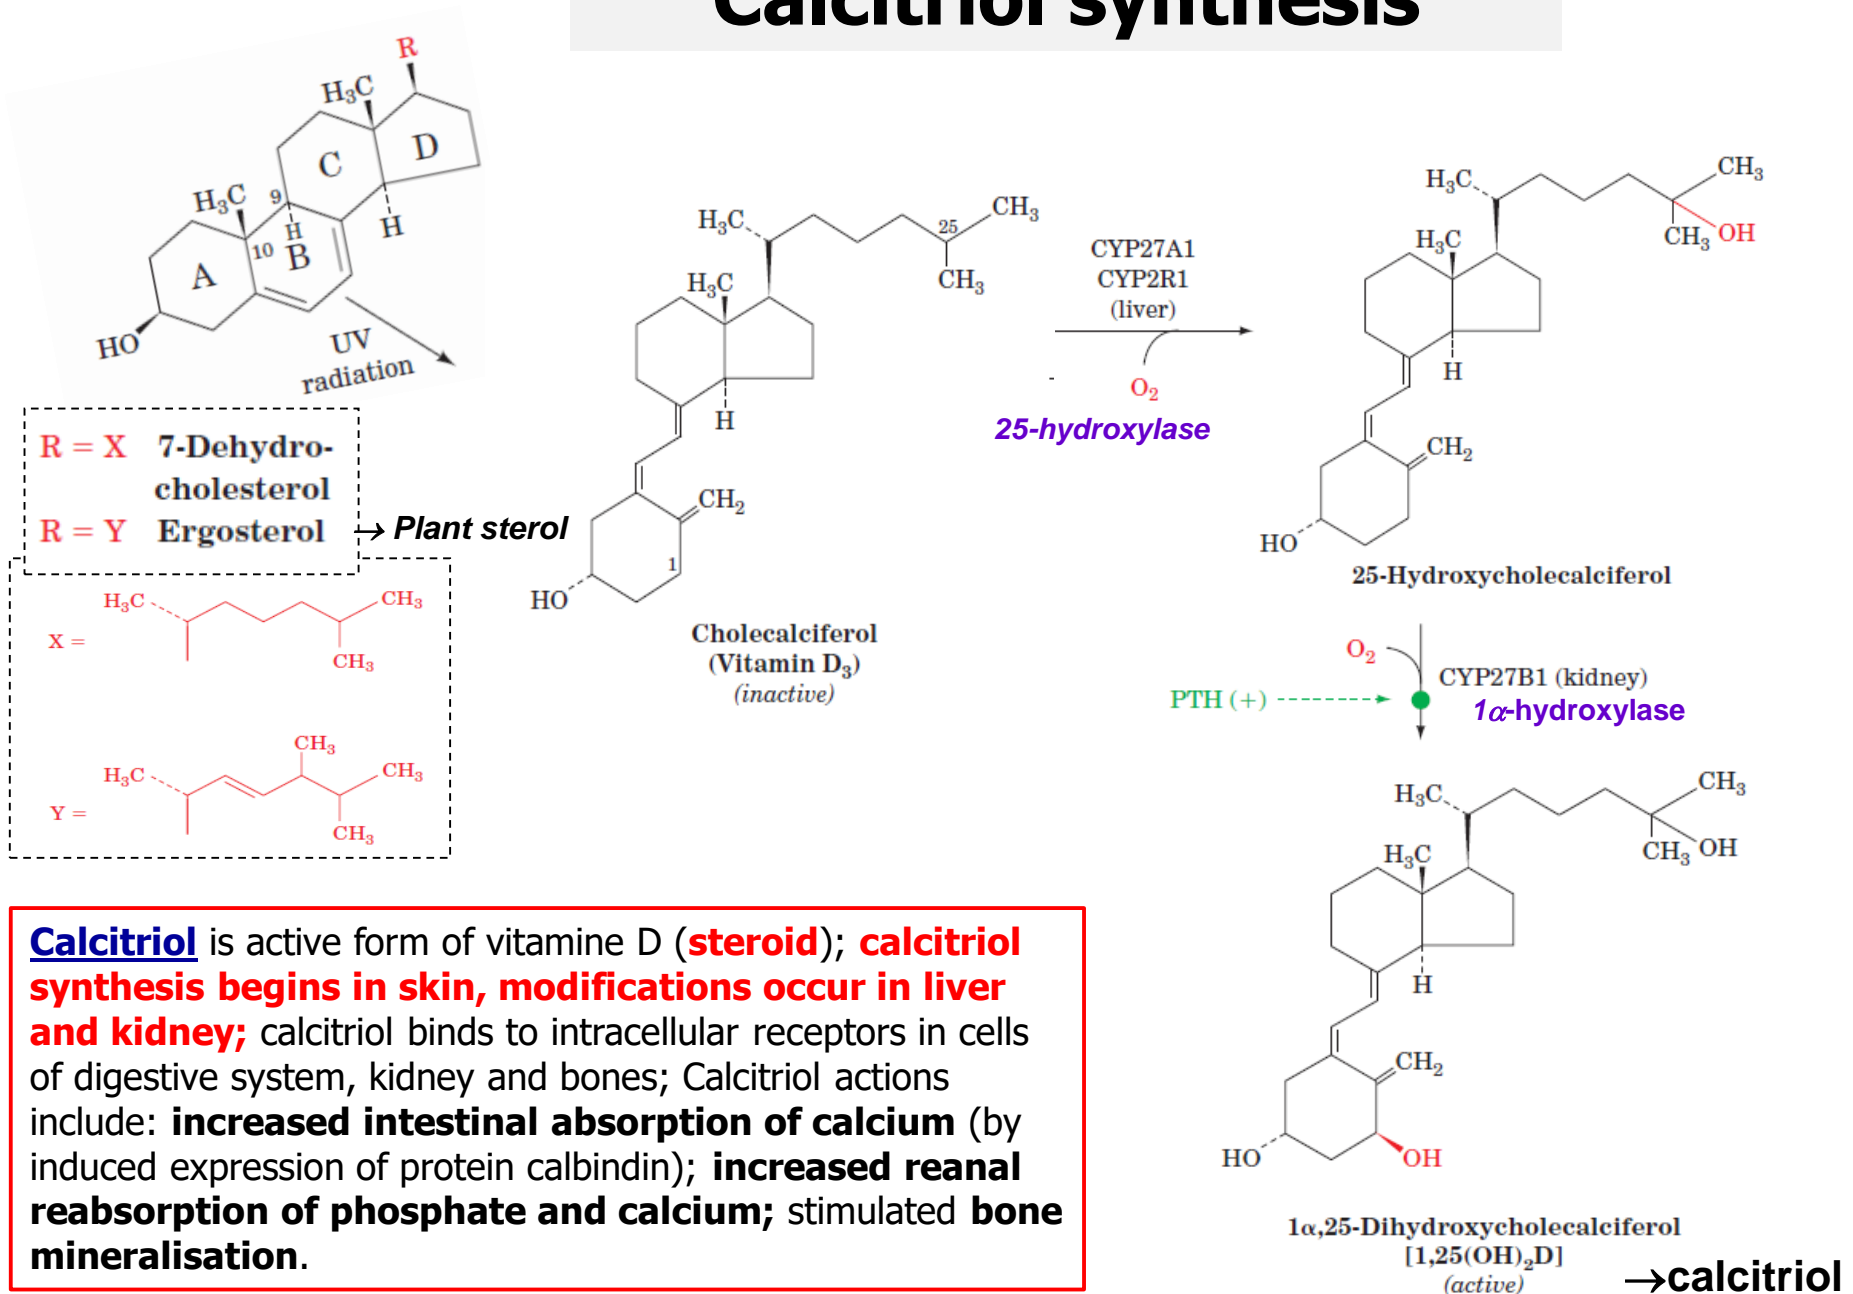 Calcitriol synthesis
R
H₃C
D
C
H₃C
9
H
H
10
B
A
HO
UV
radiation
R = X 7-Dehydro-
cholesterol
R = Y Ergosterol
→ Plant sterol
H₃C
CH₃
X =
CH₃
CH₃
H₃C
CH₃
Y =
CH₃
H₃C
25
CH₃
CH₃
H₃C
H
CH₂
1
HO
Cholecalciferol
(Vitamin D₃)
(inactive)
CYP27A1
CYP2R1
(liver)
O₂
25-hydroxylase
H₃C
CH₃
CH₃
OH
H₃C
H
CH₂
HO
25-Hydroxycholecalciferol
O₂
CYP27B1 (kidney)
PTH (+)
1α-hydroxylase
H₃C
CH₃
CH₃
OH
H₃C
H
CH₂
HO
OH
1α,25-Dihydroxycholecalciferol
[1,25(OH)₂D]
(active)
→calcitriol
Calcitriol is active form of vitamine D (steroid); calcitriol
synthesis begins in skin, modifications occur in liver
and kidney; calcitriol binds to intracellular receptors in cells
of digestive system, kidney and bones; Calcitriol actions
include: increased intestinal absorption of calcium (by
induced expression of protein calbindin); increased reanal
reabsorption of phosphate and calcium; stimulated bone
mineralisation.